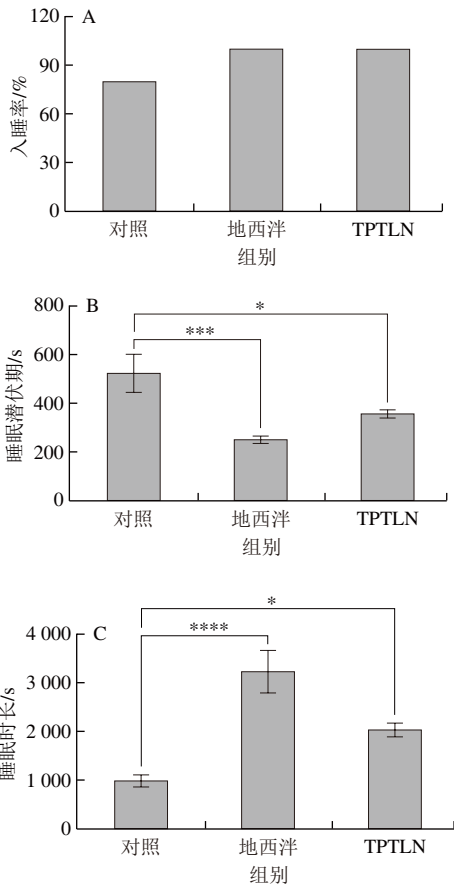 A
120
90
60
30
0
入睡率/%
对照 地西泮 TPTLN
组别
B
800
600
400
200
0
睡眠潜伏期/s
*
***
对照 地西泮 TPTLN
组别
C
4 000
3 000
2 000
1 000
0
睡眠时长/s
*
****
对照 地西泮 TPTLN
组别